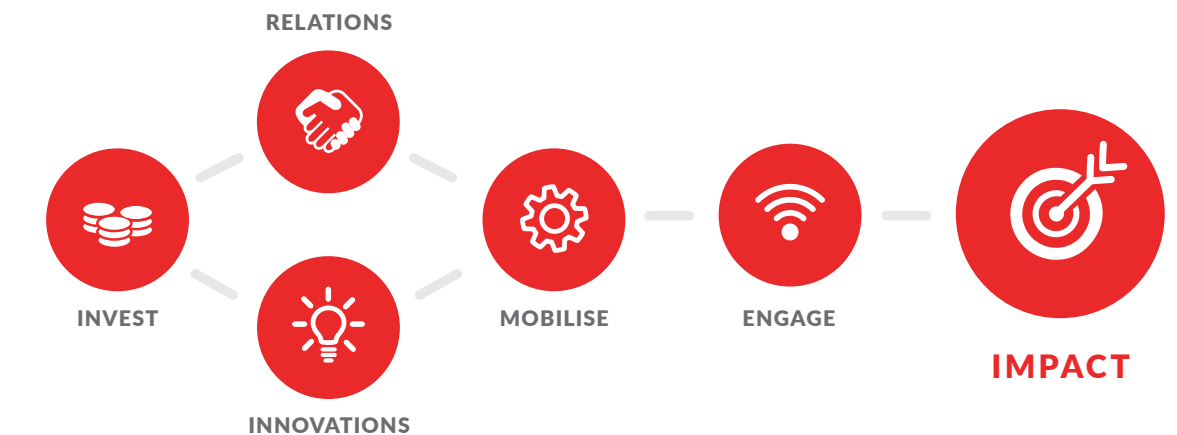 RELATIONS
INVEST
INNOVATIONS
MOBILISE
ENGAGE
IMPACT